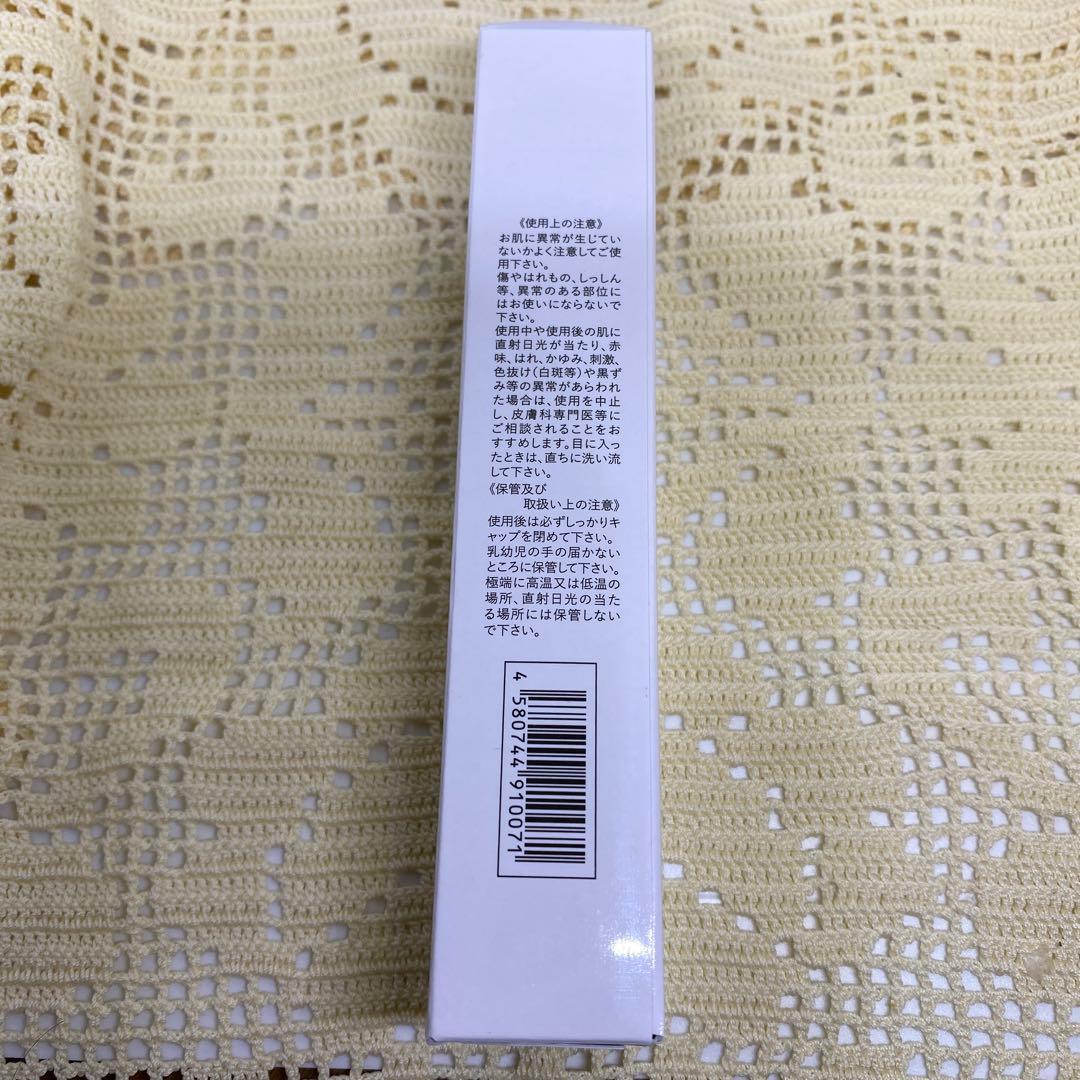 《使用上の注意》
お肌に異常が生じてい
ないかよく注意してご使
用下さい。
傷やはれもの、しっしん
等、異常のある部位に
はお使いにならないで
下さい。
使用中や使用後の肌に
直射日光が当たり、赤
味、はれ、かゆみ、刺激、
色抜け(白斑等)や黒ず
み等の異常があらわれ
た場合は、使用を中止
し、皮膚科専門医等に
ご相談されることをお
すすめします。目に入っ
たときは、直ちに洗い流
して下さい。
《保管及び
取扱い上の注意》
使用後は必ずしっかりキ
ャップを閉めて下さい。
乳幼児の手の届かない
ところに保管して下さい。
極端に高温又は低温の
場所、直射日光の当た
る場所には保管しない
で下さい。
4 580744 910071